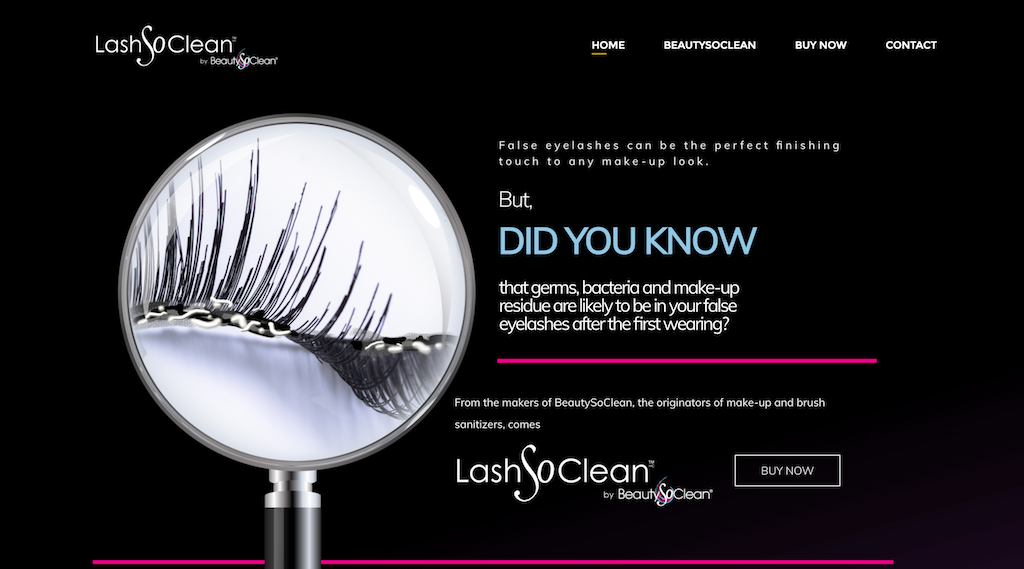 LashSoClean™
by BeautySoClean®
HOME
BEAUTYSOCLEAN
BUY NOW
CONTACT
False eyelashes can be the perfect finishing
touch to any make-up look.
But,
DID YOU KNOW
that germs, bacteria and make-up
residue are likely to be in your false
eyelashes after the first wearing?
From the makers of BeautySoClean, the originators of make-up and brush
sanitizers, comes
LashSoClean™
by BeautySoClean®
BUY NOW